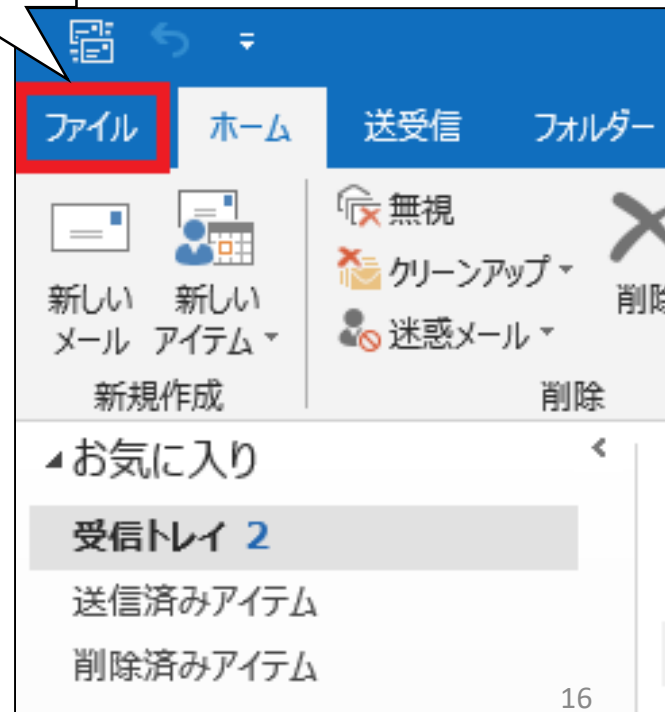 ファイル ホーム 送受信 フォルダー
無視
クリーンアップ
迷惑メール
削除
新しい
メール
新しい
アイテム
新規作成
削除
お気に入り
受信トレイ 2
送信済みアイテム
削除済みアイテム
16